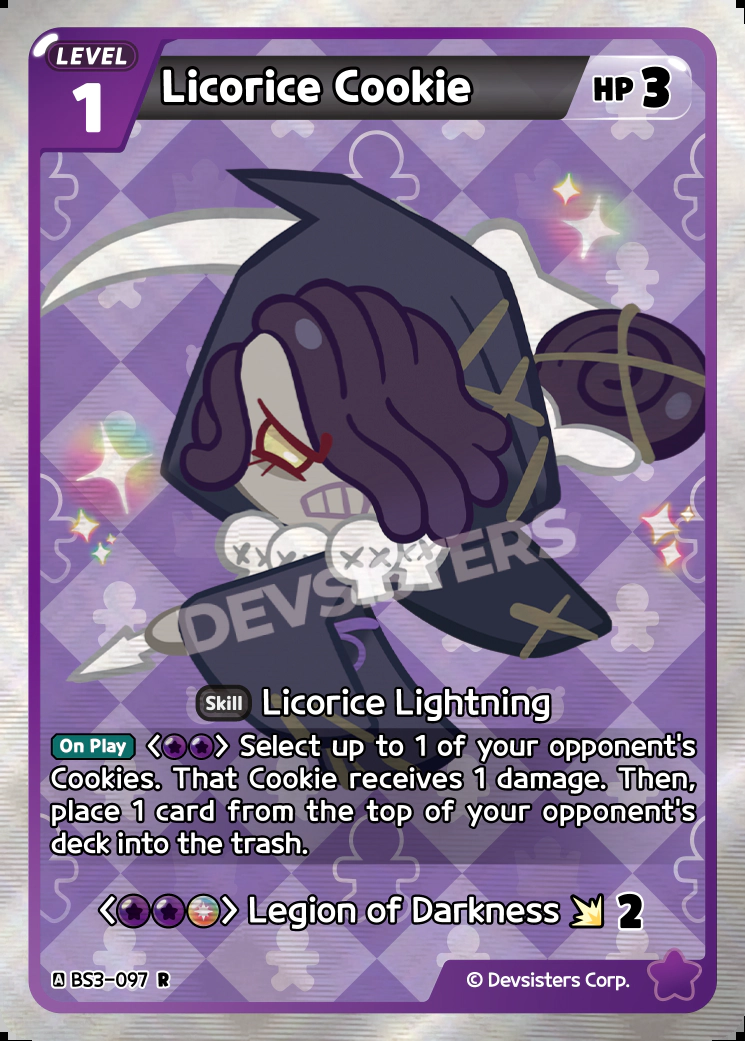 LEVEL
1
Licorice Cookie
HP 3
DEVSISTERS
Skill Licorice Lightning
On Play < > Select up to 1 of your opponent's
Cookies. That Cookie receives 1 damage. Then,
place 1 card from the top of your opponent's
deck into the trash.
< > Legion of Darkness 2
A BS3-097 R
© Devsisters Corp.